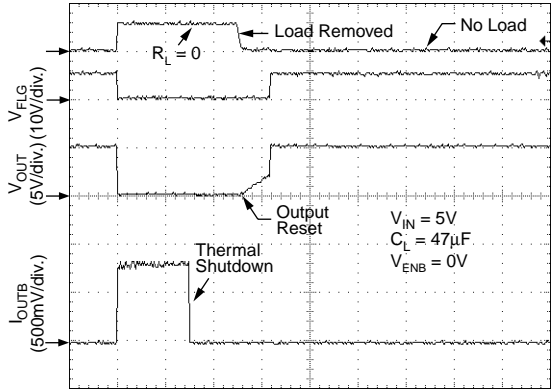 Load Removed
No Load
R_L = 0
V_FLG
(10V/div.)
V_OUT
(5V/div.)
Output
Reset
V_IN = 5V
C_L = 47µF
V_ENB = 0V
Thermal
Shutdown
I_OUTB
(500mV/div.)